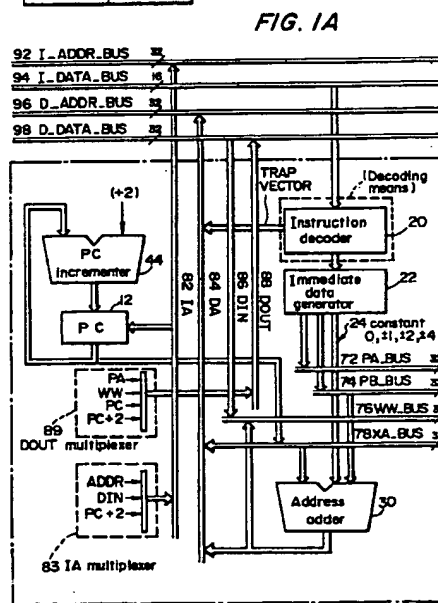 FIG. 1A
92 I_ADDR_BUS 32
94 I_DATA_BUS 16
96 D_ADDR_BUS 32
98 D_DATA_BUS 32
(+2)
TRAP
VECTOR
(Decoding
means)
Instruction
decoder
20
PC
incrementer
44
82 IA
84 DA
86 DIN
88 DOUT
Immediate
data
generator
22
12
PC
24 constant
0, ±1, ±2, ±4
72 PA_BUS
74 PB_BUS
PA
WW
PC
PC+2
89
DOUT multiplexer
76 WW_BUS
78 XA_BUS
ADDR
DIN
PC+2
83 IA multiplexer
Address
adder
30